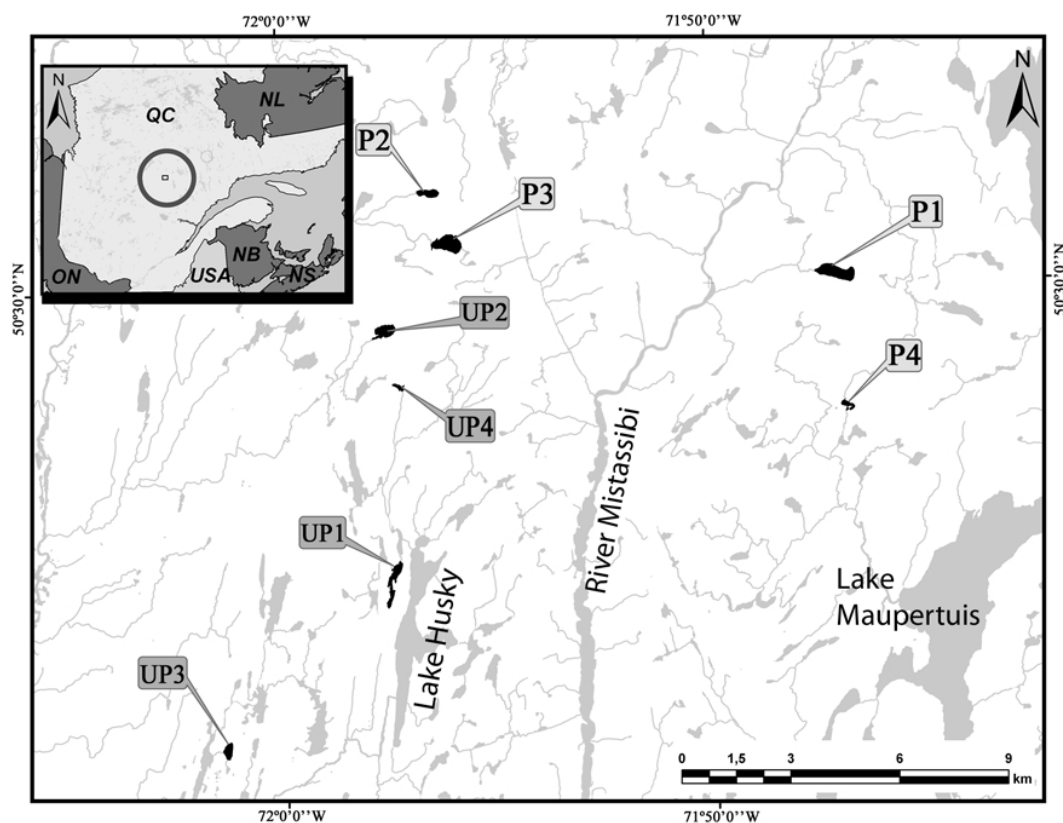 72°0'0''W
71°50'0''W
N
NL
QC
ON
USA
NB
NS
N
P2
P3
P1
50°30'0''N
50°30'0''N
UP2
P4
UP4
River Mistassibi
UP1
Lake Husky
Lake
Maupertuis
UP3
0
1,5
3
6
9
km
72°0'0''W
71°50'0''W